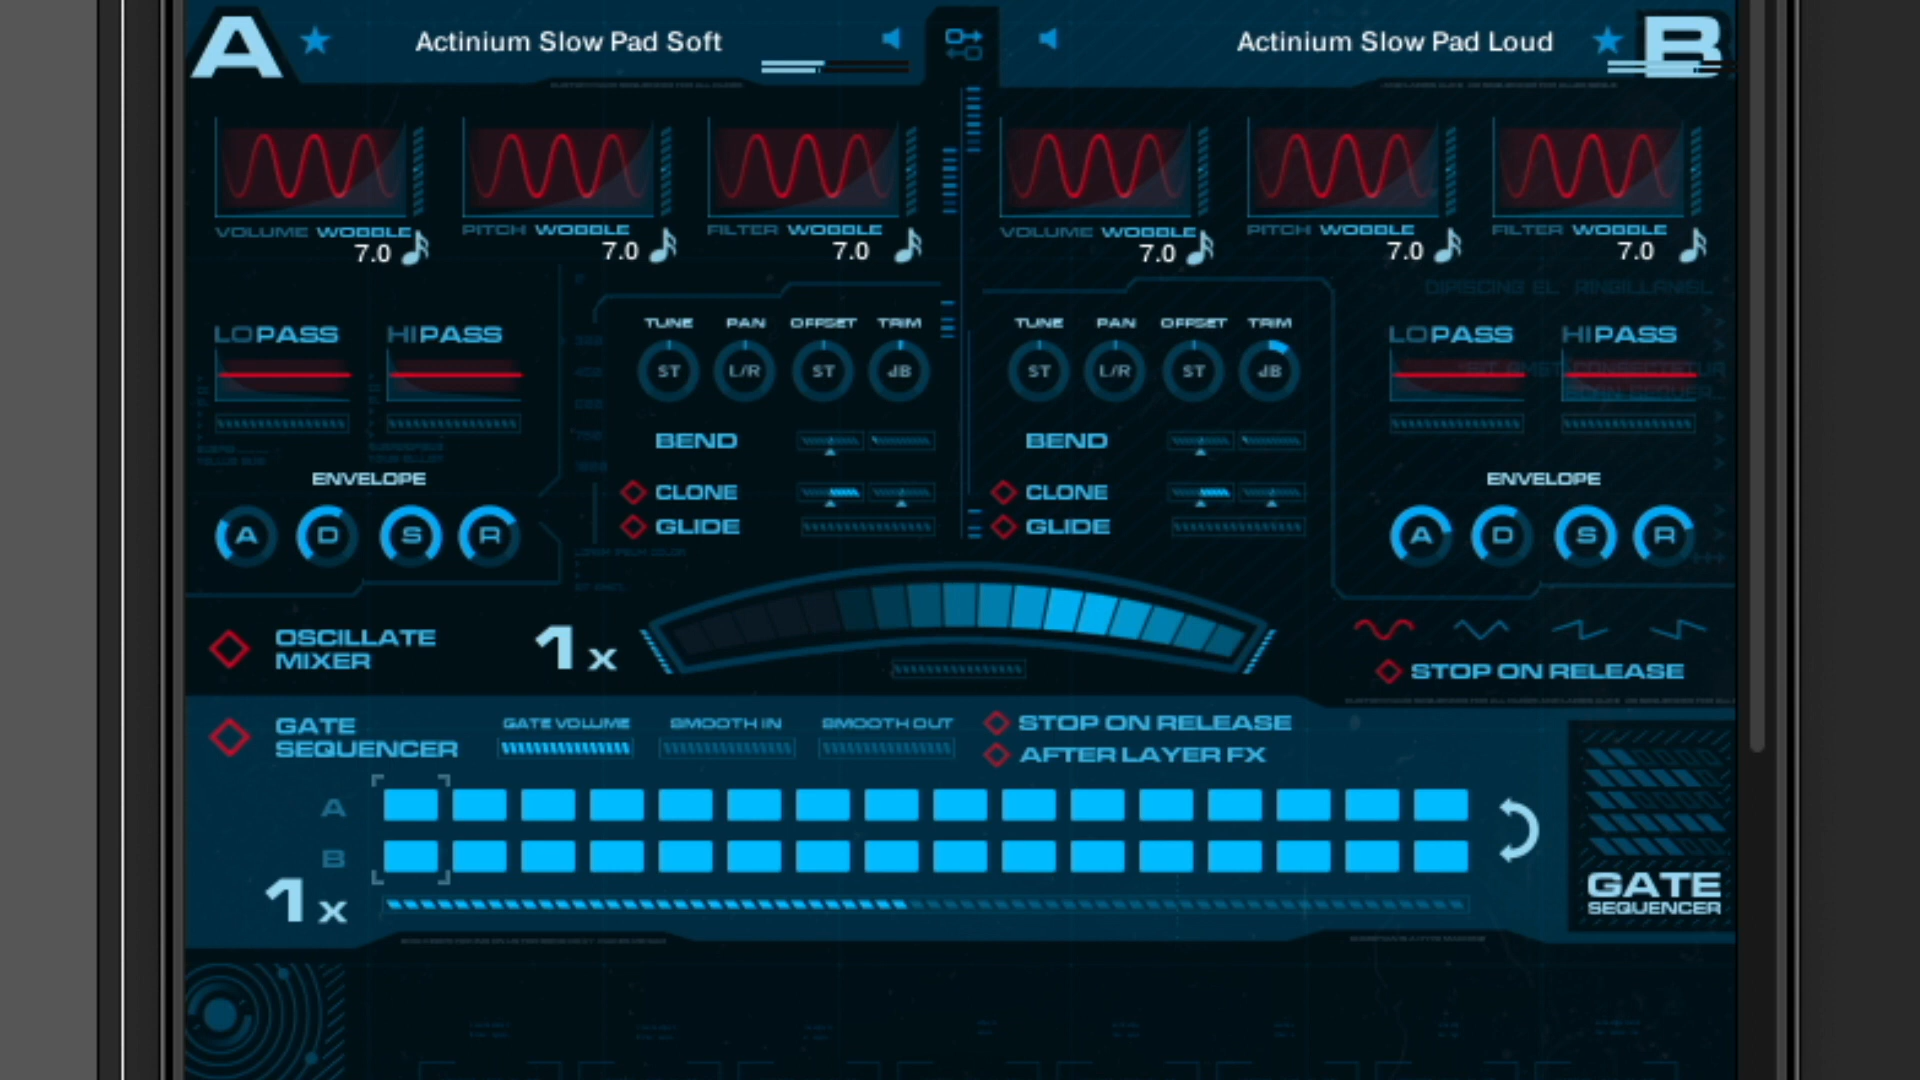 A Actinium Slow Pad Soft
Actinium Slow Pad Loud B
VOLUME WOBBLE 7.0
PITCH WOBBLE 7.0
FILTER WOBBLE 7.0
VOLUME WOBBLE 7.0
PITCH WOBBLE 7.0
FILTER WOBBLE 7.0
LOPASS HIPASS
ENVELOPE
A D S R
TUNE PAN OFFSET TRIM
ST L/R ST dB
BEND
CLONE
GLIDE
TUNE PAN OFFSET TRIM
ST L/R ST dB
BEND
CLONE
GLIDE
LOPASS HIPASS
ENVELOPE
A D S R
OSCILLATE
MIXER
1 x
STOP ON RELEASE
GATE
SEQUENCER
GATE VOLUME SMOOTH IN SMOOTH OUT
STOP ON RELEASE
AFTER LAYER FX
A
B
1 x
GATE
SEQUENCER